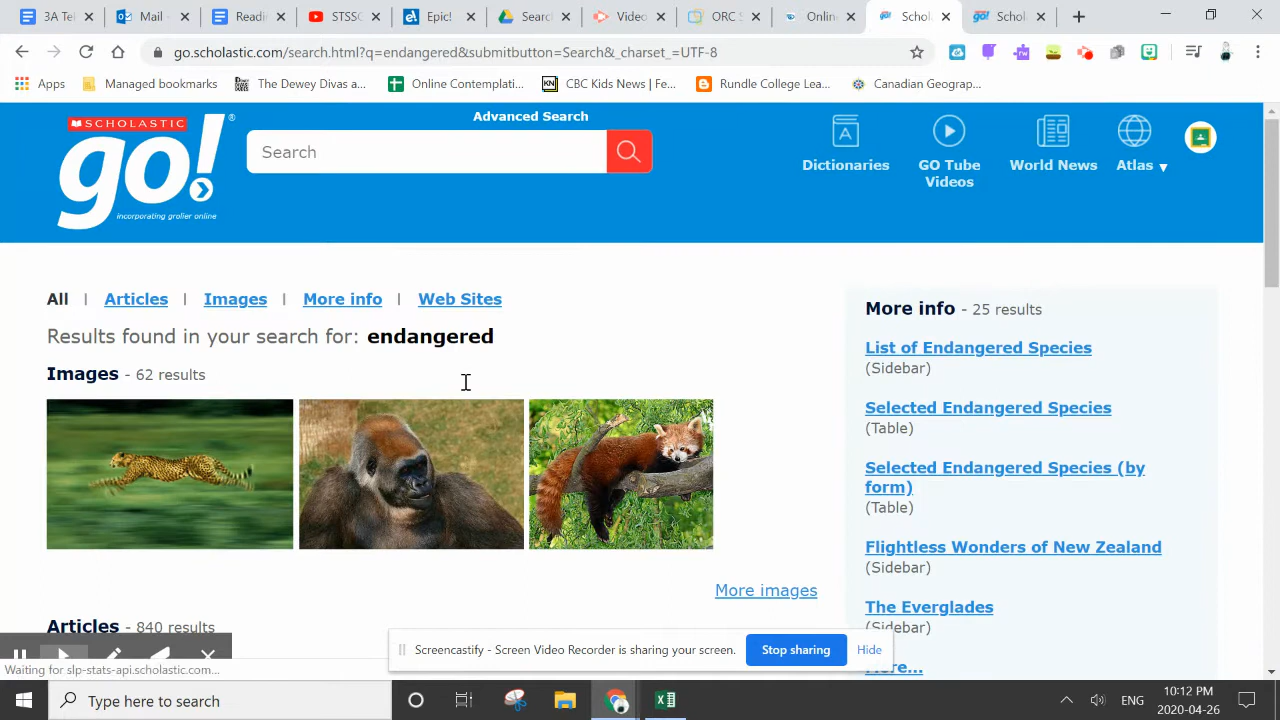 3A Tel
Mail -
Readi
STSSC
Epic!
Search
Video
ORC S
Online
Schol
Schol
go.scholastic.com/search.html?q=endangered&submitbutton=Search&_charset_=UTF-8
Apps
Managed bookmarks
The Dewey Divas a...
Online Contemplati...
CBC Kids News | Fe...
Rundle College Lea...
Canadian Geograp...
SCHOLASTIC
go!
®
incorporating grolier online
Advanced Search
Search
Dictionaries
GO Tube
Videos
World News
Atlas ▼
All | Articles | Images | More info | Web Sites
Results found in your search for: endangered
Images - 62 results
More images
Articles - 840 results
More info - 25 results
List of Endangered Species
(Sidebar)
Selected Endangered Species
(Table)
Selected Endangered Species (by
form)
(Table)
Flightless Wonders of New Zealand
(Sidebar)
The Everglades
(Sidebar)
More...
Screencastify - Screen Video Recorder is sharing your screen.
Stop sharing
Hide
Waiting for slp-stats-api.scholastic.com...
Type here to search
ENG
10:12 PM
2020-04-26